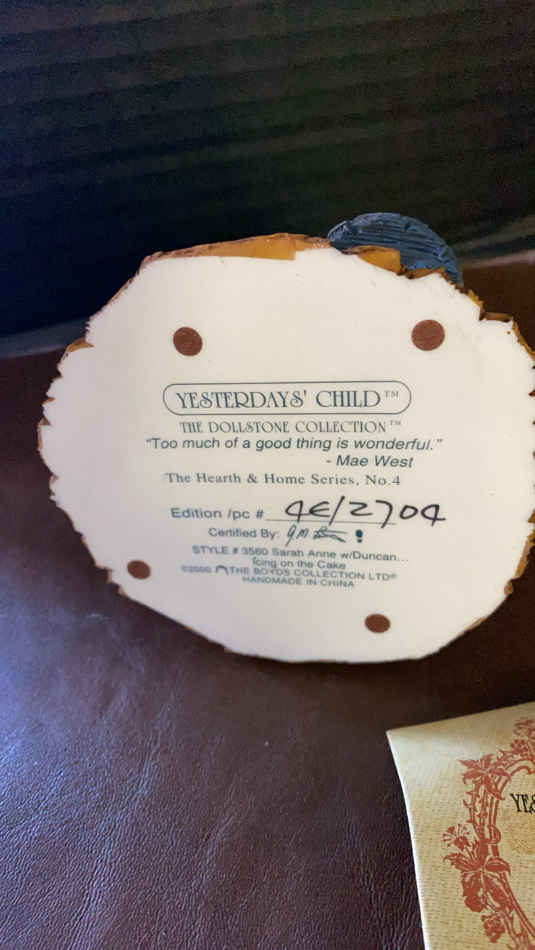 YESTERDAYS' CHILD™
THE DOLLSTONE COLLECTION™
"Too much of a good thing is wonderful."
- Mae West
The Hearth & Home Series, No.4
Edition /pc # 4E/2704
Certified By:
STYLE # 3560 Sarah Anne w/Duncan...
Icing on the Cake
©2000 THE BOYDS COLLECTION LTD®
HANDMADE IN CHINA
YES